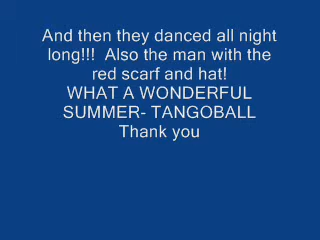 And then they danced all night
long!!!  Also the man with the
red scarf and hat!
WHAT A WONDERFUL
SUMMER- TANGOBALL
Thank you